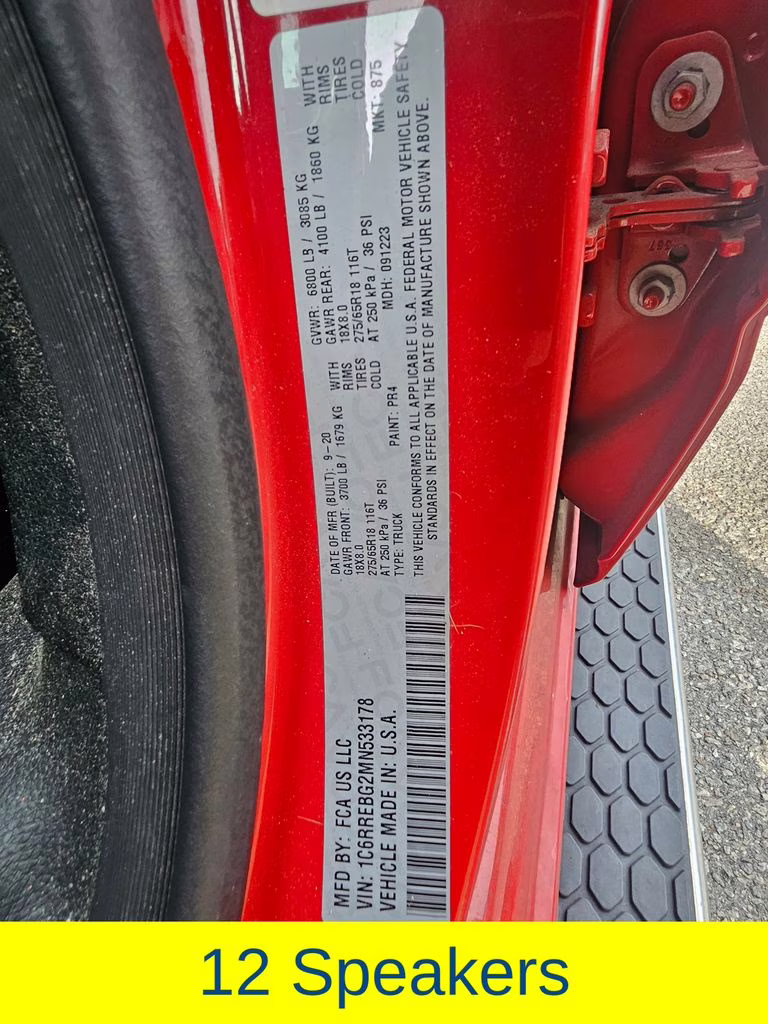 MFD BY: FCA US LLC
VIN: 1C6RREBG2MN533178
VEHICLE MADE IN: U.S.A.
DATE OF MFR (BUILT): 9-20
GAWR FRONT: 3700 LB / 1679 KG WITH
18X8.0 RIMS
275/65R18 116T TIRES
AT 250 kPa / 36 PSI COLD
TYPE: TRUCK PAINT: PR4
GVWR: 6800 LB / 3085 KG
GAWR REAR: 4100 LB / 1860 KG WITH
18X8.0 RIMS
275/65R18 116T TIRES
AT 250 kPa / 36 PSI COLD
MDH: 091223 MKT: 875
THIS VEHICLE CONFORMS TO ALL APPLICABLE U.S.A. FEDERAL MOTOR VEHICLE SAFETY
STANDARDS IN EFFECT ON THE DATE OF MANUFACTURE SHOWN ABOVE.
12 Speakers